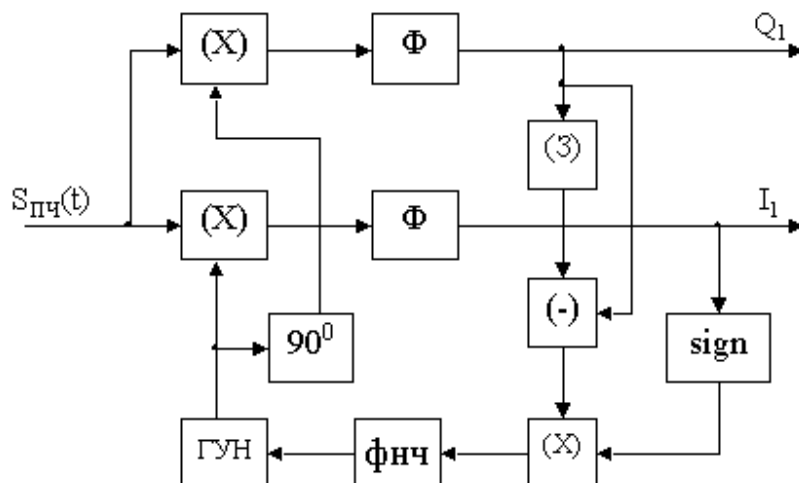 (X)
Ф
Q₁
(3)
Sпч(t)
(X)
Ф
I₁
(-)
90⁰
sign
ГУН
фнч
(X)